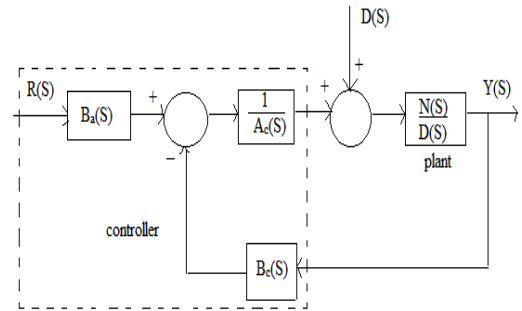 D(S)
+
R(S)
+
+
Y(S)
Ba(S)
1
Ac(S)
N(S)
D(S)
−
plant
controller
Bc(S)